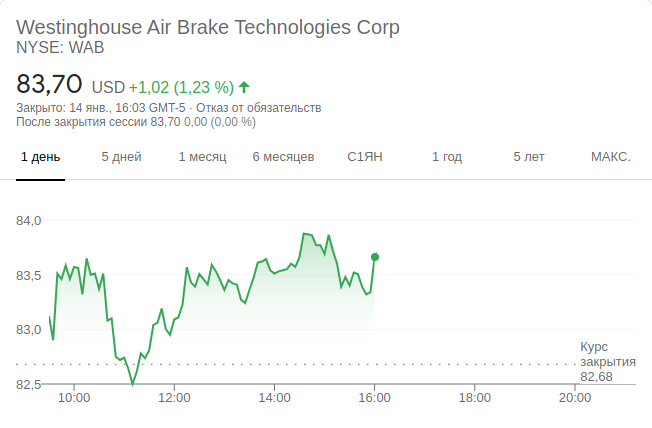 Westinghouse Air Brake Technologies Corp
NYSE: WAB
83,70 USD +1,02 (1,23 %)
Закрыто: 14 янв., 16:03 GMT-5 · Отказ от обязательств
После закрытия сессии 83,70 0,00 (0,00 %)
1 день 5 дней 1 месяц 6 месяцев С1ЯН 1 год 5 лет МАКС.
84,0
83,5
83,0
Курс
закрытия
82,68
82,5
10:00 12:00 14:00 16:00 18:00 20:00